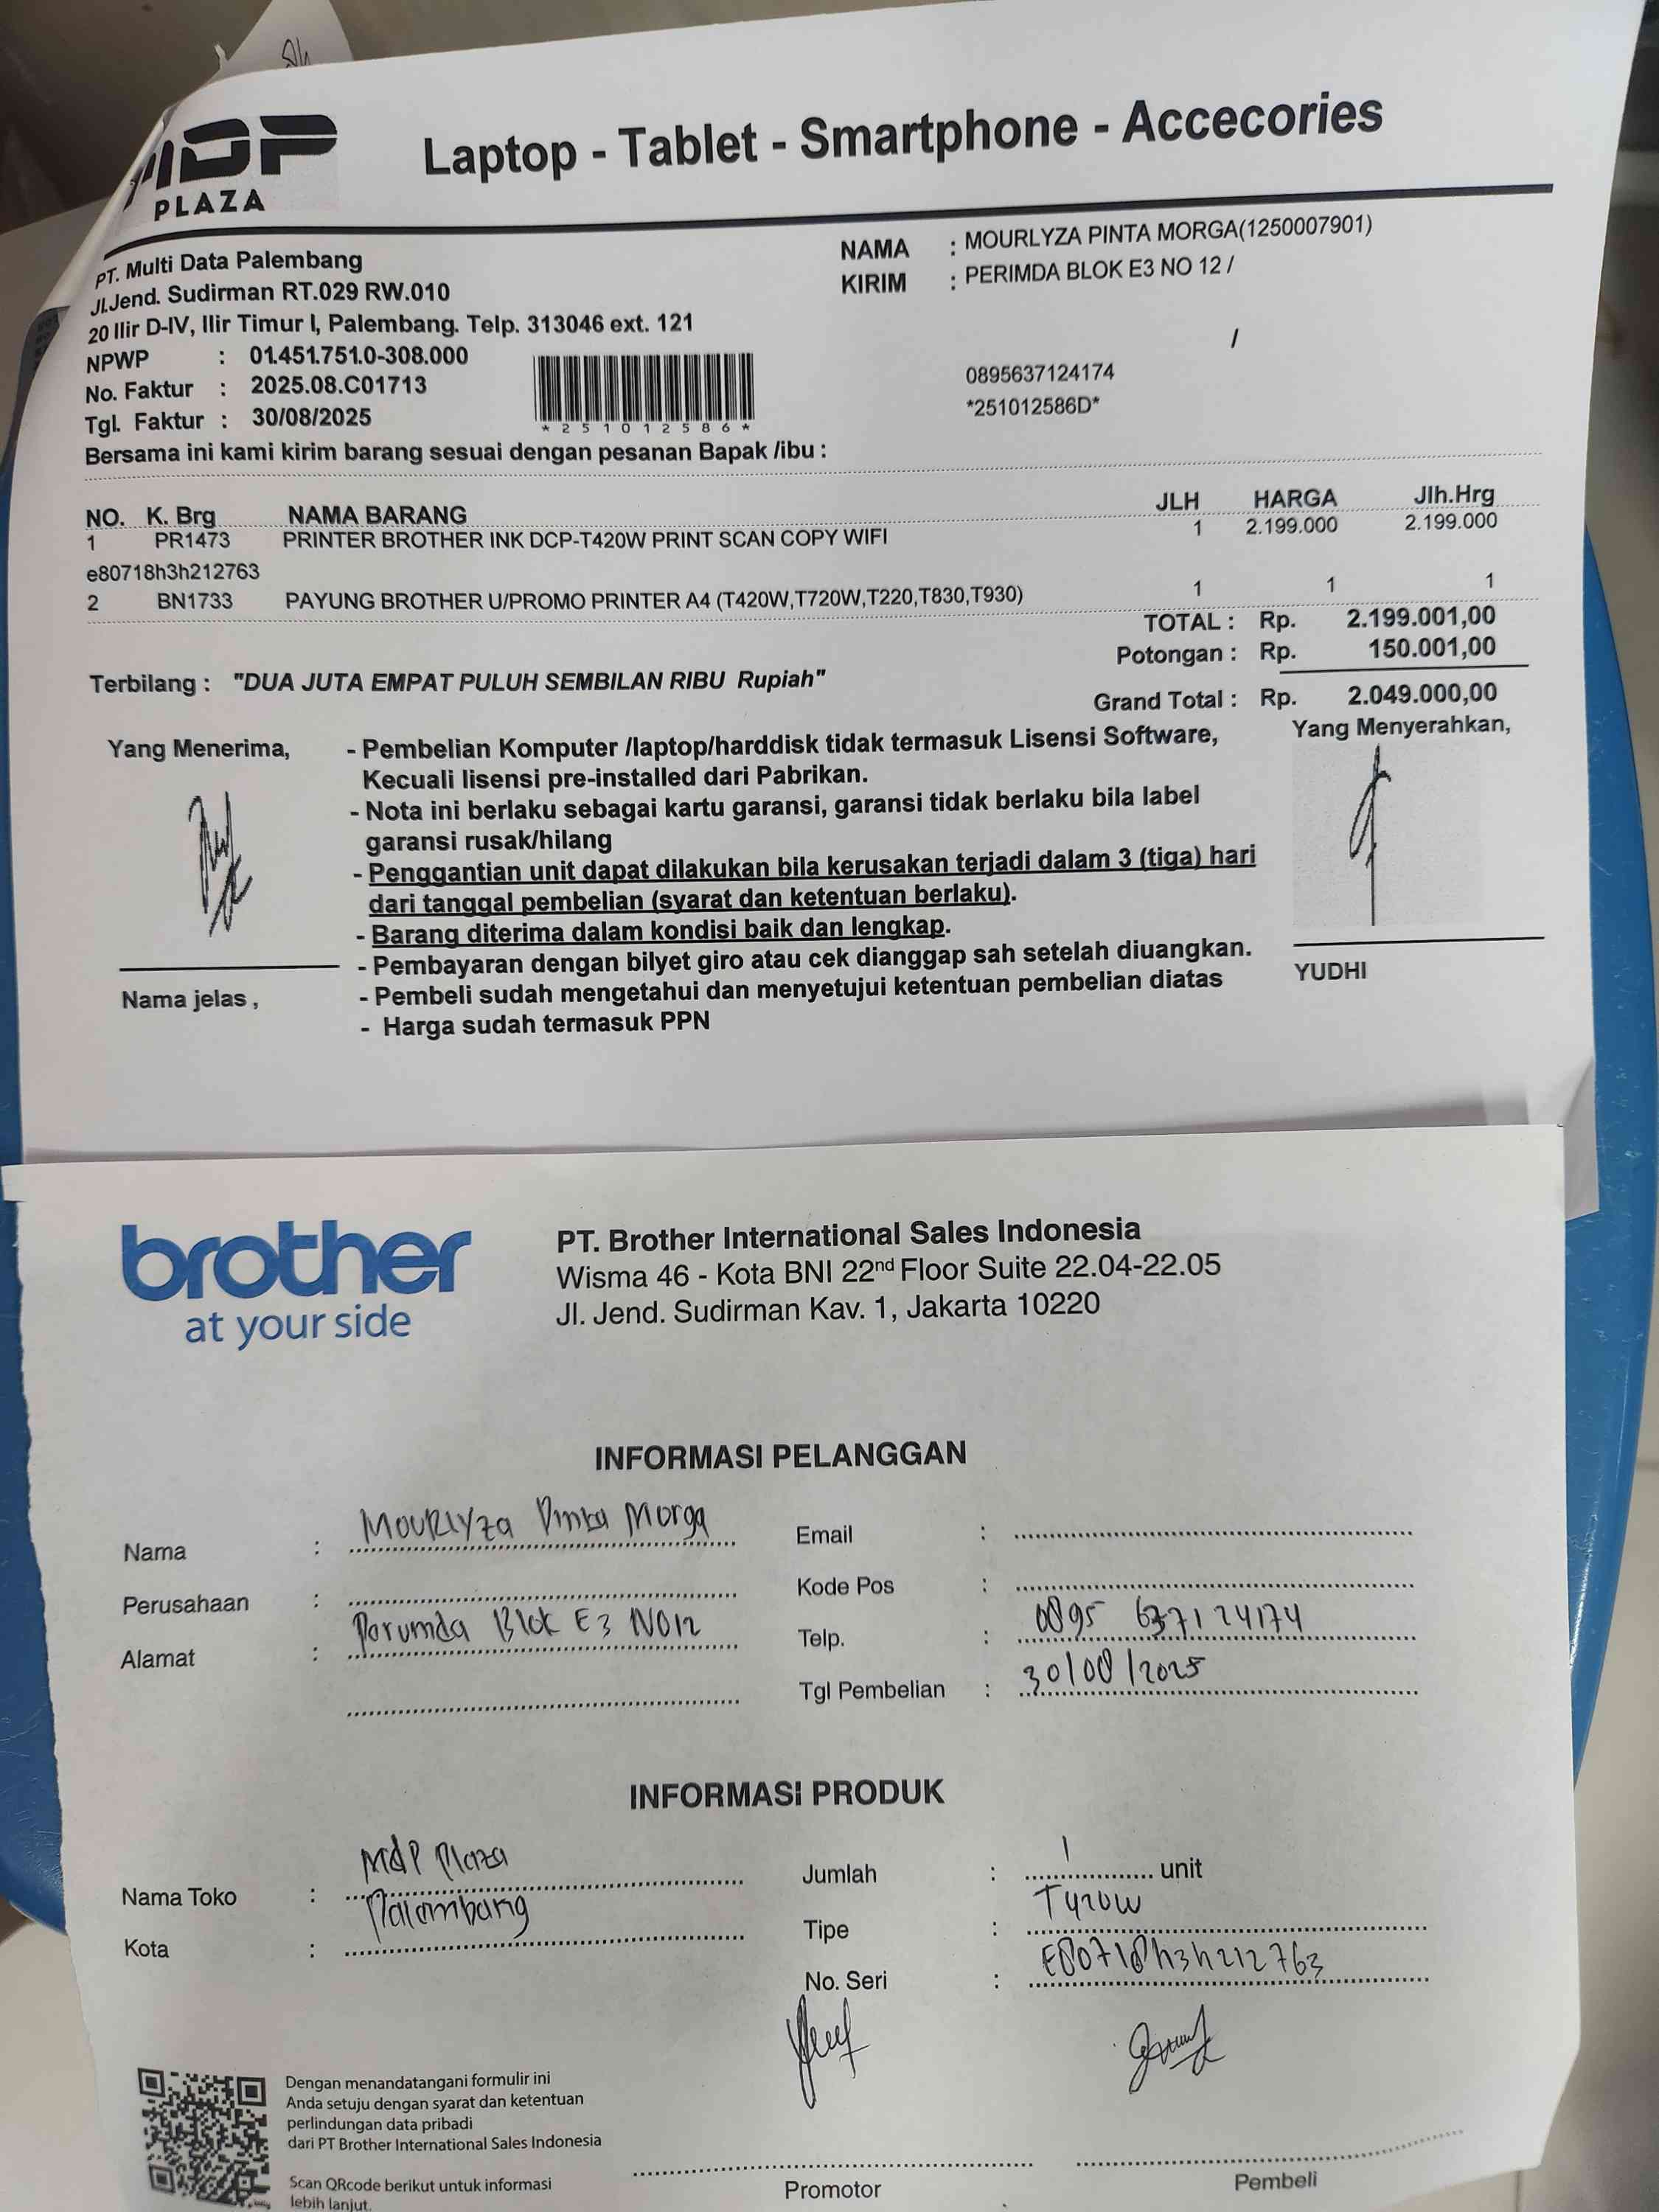 MDP
PLAZA
Laptop - Tablet - Smartphone - Accecories
PT. Multi Data Palembang
Jl.Jend. Sudirman RT.029 RW.010
20 Ilir D-IV, Ilir Timur I, Palembang. Telp. 313046 ext. 121
NPWP : 01.451.751.0-308.000
No. Faktur : 2025.08.C01713
Tgl. Faktur : 30/08/2025
*251012586*
NAMA : MOURLYZA PINTA MORGA(1250007901)
KIRIM : PERIMDA BLOK E3 NO 12 /
/
0895637124174
*251012586D*
Bersama ini kami kirim barang sesuai dengan pesanan Bapak /ibu :
NO. K. Brg NAMA BARANG JLH HARGA Jlh.Hrg
1 PR1473 PRINTER BROTHER INK DCP-T420W PRINT SCAN COPY WIFI 1 2.199.000 2.199.000
e80718h3h212763
2 BN1733 PAYUNG BROTHER U/PROMO PRINTER A4 (T420W,T720W,T220,T830,T930) 1 1 1
TOTAL : Rp. 2.199.001,00
Potongan : Rp. 150.001,00
Terbilang : "DUA JUTA EMPAT PULUH SEMBILAN RIBU Rupiah"
Grand Total : Rp. 2.049.000,00
Yang Menerima,
- Pembelian Komputer /laptop/harddisk tidak termasuk Lisensi Software,
Kecuali lisensi pre-installed dari Pabrikan.
- Nota ini berlaku sebagai kartu garansi, garansi tidak berlaku bila label
garansi rusak/hilang
- Penggantian unit dapat dilakukan bila kerusakan terjadi dalam 3 (tiga) hari
dari tanggal pembelian (syarat dan ketentuan berlaku).
- Barang diterima dalam kondisi baik dan lengkap.
- Pembayaran dengan bilyet giro atau cek dianggap sah setelah diuangkan.
- Pembeli sudah mengetahui dan menyetujui ketentuan pembelian diatas
- Harga sudah termasuk PPN
Nama jelas ,
Yang Menyerahkan,
YUDHI
brother
at your side
PT. Brother International Sales Indonesia
Wisma 46 - Kota BNI 22nd Floor Suite 22.04-22.05
Jl. Jend. Sudirman Kav. 1, Jakarta 10220
INFORMASI PELANGGAN
Nama : MOURLYza Pinta Morga
Perusahaan :
Alamat : Perumda Blok E3 NO12
Email :
Kode Pos :
Telp. : 0895 637124174
Tgl Pembelian : 30/08/2025
INFORMASi PRODUK
Nama Toko : MdP Plaza
Kota : Palembang
Jumlah : 1 unit
Tipe : T420W
No. Seri : E80718h3h212763
Dengan menandatangani formulir ini
Anda setuju dengan syarat dan ketentuan
perlindungan data pribadi
dari PT Brother International Sales Indonesia
Scan QRcode berikut untuk informasi
lebih lanjut.
Promotor
Pembeli